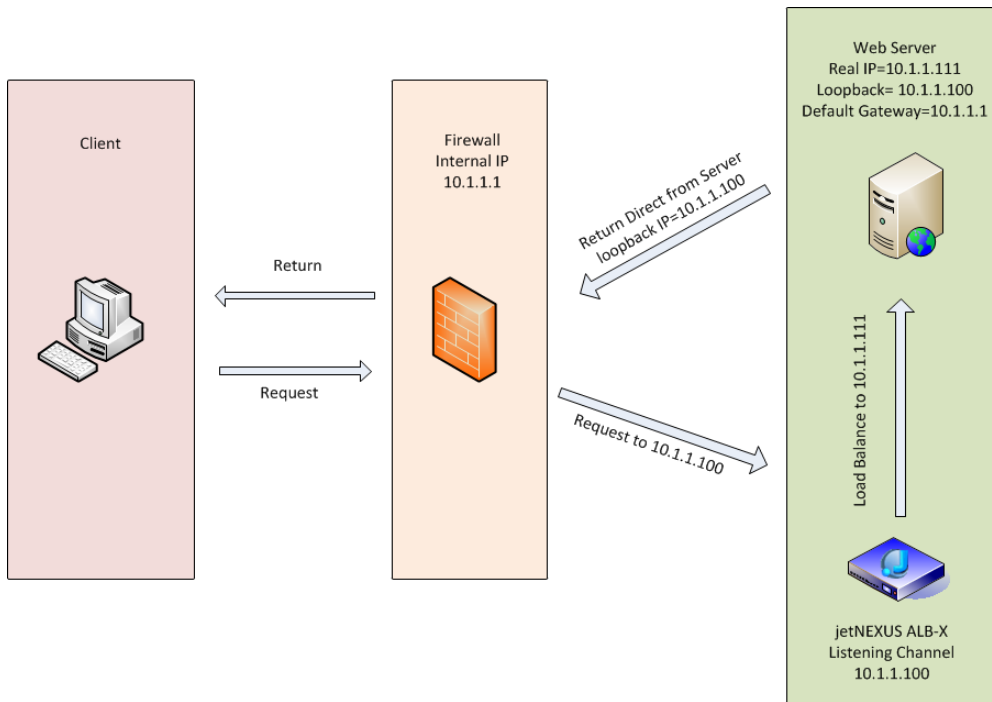 Client
Return
Request
Firewall
Internal IP
10.1.1.1
Return Direct from Server
loopback IP=10.1.1.100
Request to 10.1.1.100
Web Server
Real IP=10.1.1.111
Loopback= 10.1.1.100
Default Gateway=10.1.1.1
Load Balance to 10.1.1.111
jetNEXUS ALB-X
Listening Channel
10.1.1.100